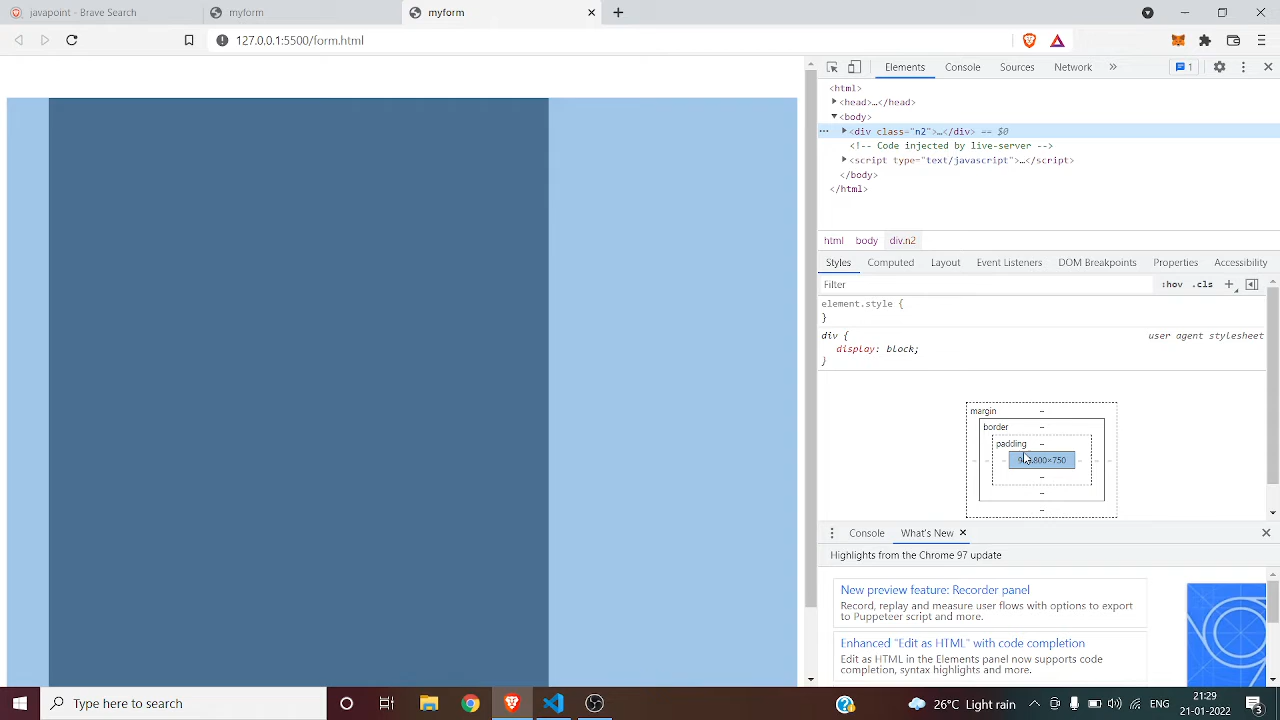 javapoint - Brave Search
myform
myform
127.0.0.1:5500/form.html
Elements
Console
Sources
Network
1
<html>
<head>…</head>
<body>
<div class="n2">…</div> == $0
<!-- Code injected by live-server -->
<script type="text/javascript">…</script>
</body>
</html>
html
body
div.n2
Styles
Computed
Layout
Event Listeners
DOM Breakpoints
Properties
Accessibility
Filter
:hov
.cls
element.style {
}
div {
user agent stylesheet
display: block;
}
margin
border
padding
Console
What's New
Highlights from the Chrome 97 update
New preview feature: Recorder panel
Record, replay and measure user flows with options to export
to Puppeteer script and more.
Enhanced "Edit as HTML" with code completion
Edit as HTML in the Elements panel now supports code
completion, syntax highlights and more.
Type here to search
26°C Light rain
ENG
21:29
21-01-2022